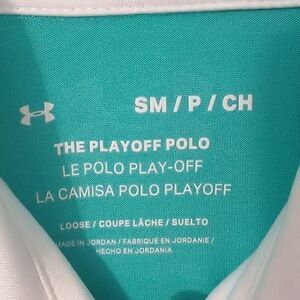 SM / P / CH
THE PLAYOFF POLO
LE POLO PLAY-OFF
LA CAMISA POLO PLAYOFF
LOOSE / COUPE LÂCHE / SUELTO
MADE IN JORDAN / FABRIQUÉ EN JORDANIE /
HECHO EN JORDANIA